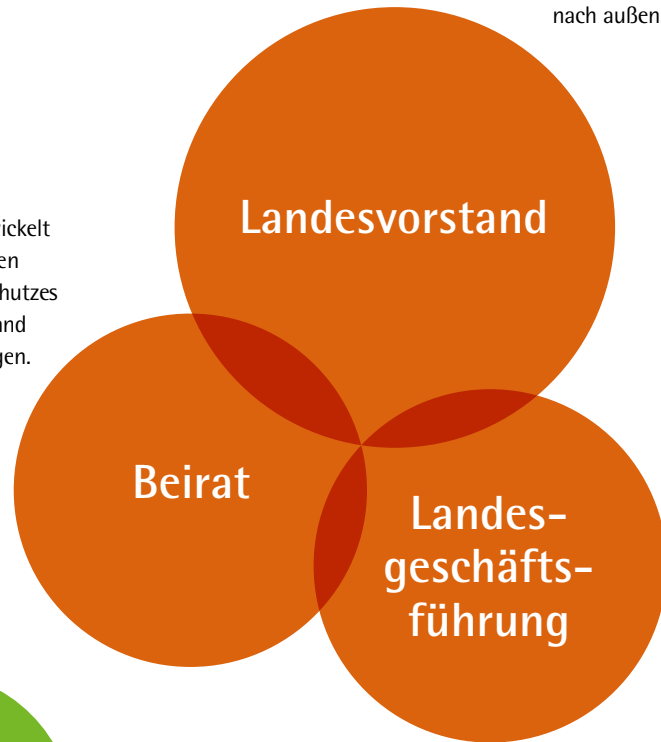 nach außen
Landesvorstand
ickelt
en
hutzes
and
gen.
Beirat
Landes-
geschäfts-
führung